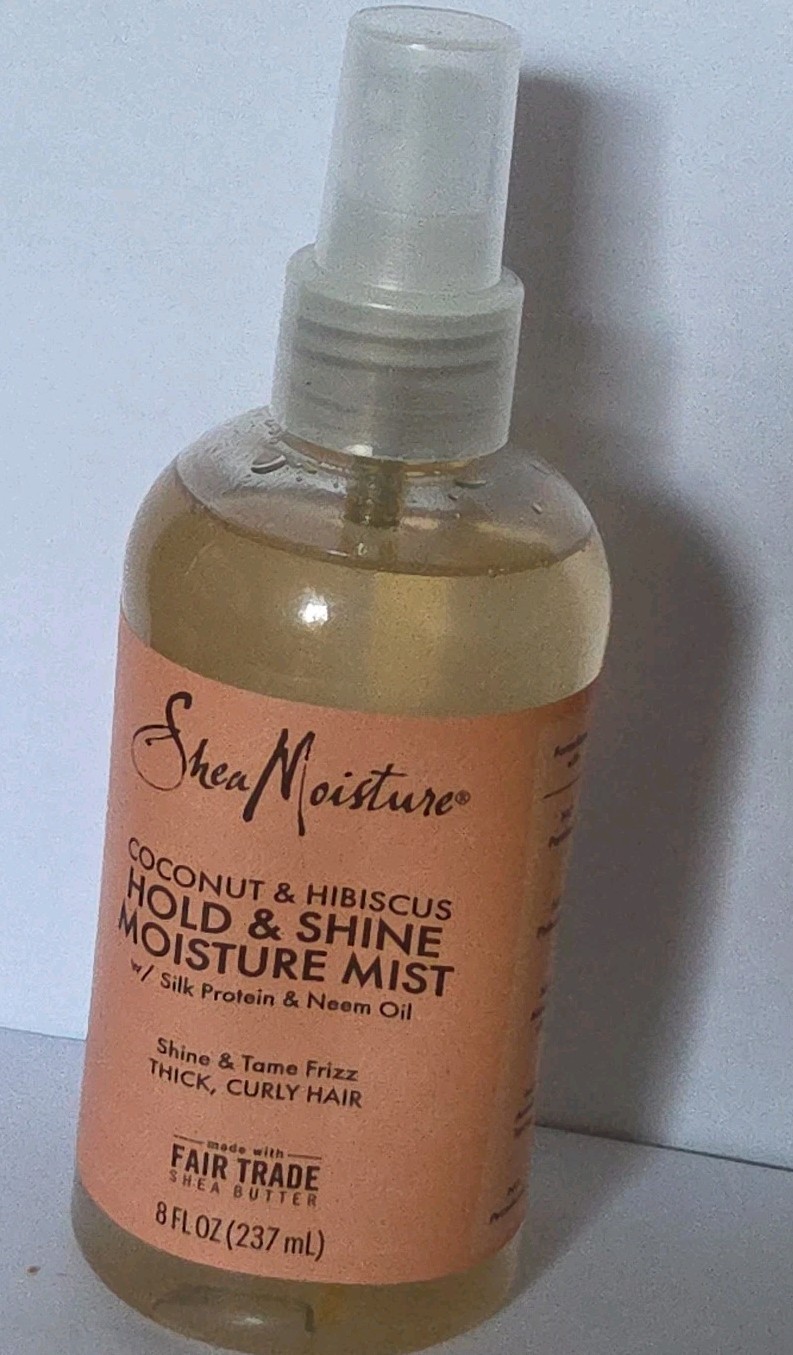 SheaMoisture®
COCONUT & HIBISCUS
HOLD & SHINE
MOISTURE MIST
w/ Silk Protein & Neem Oil
Shine & Tame Frizz
THICK, CURLY HAIR
made with
FAIR TRADE
SHEA BUTTER
8 FL OZ (237 mL)